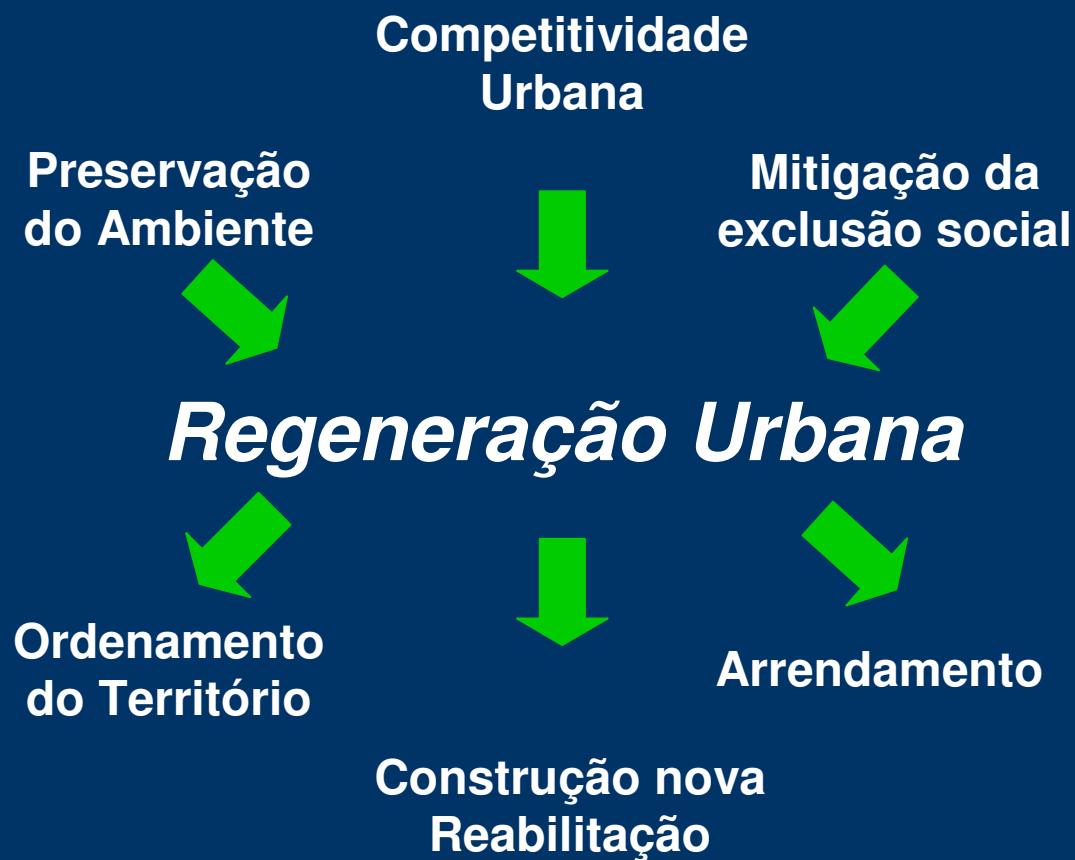 Competitividade
Urbana
Preservação
do Ambiente
Mitigação da
exclusão social
Regeneração Urbana
Ordenamento
do Território
Arrendamento
Construção nova
Reabilitação